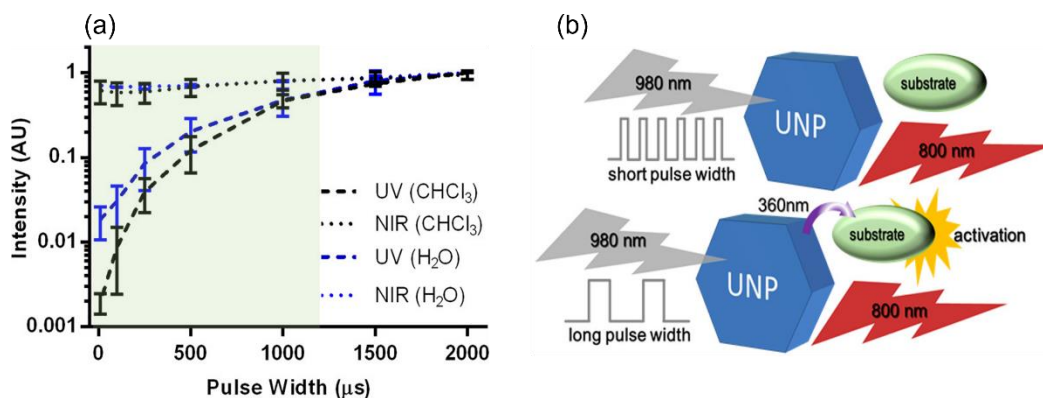 (a)
Intensity (AU)
1
0.1
0.01
0.001
UV (CHCl₃)
NIR (CHCl₃)
UV (H₂O)
NIR (H₂O)
0
500
1000
1500
2000
Pulse Width (μs)
(b)
980 nm
short pulse width
UNP
substrate
800 nm
980 nm
long pulse width
UNP
360nm
substrate
activation
800 nm